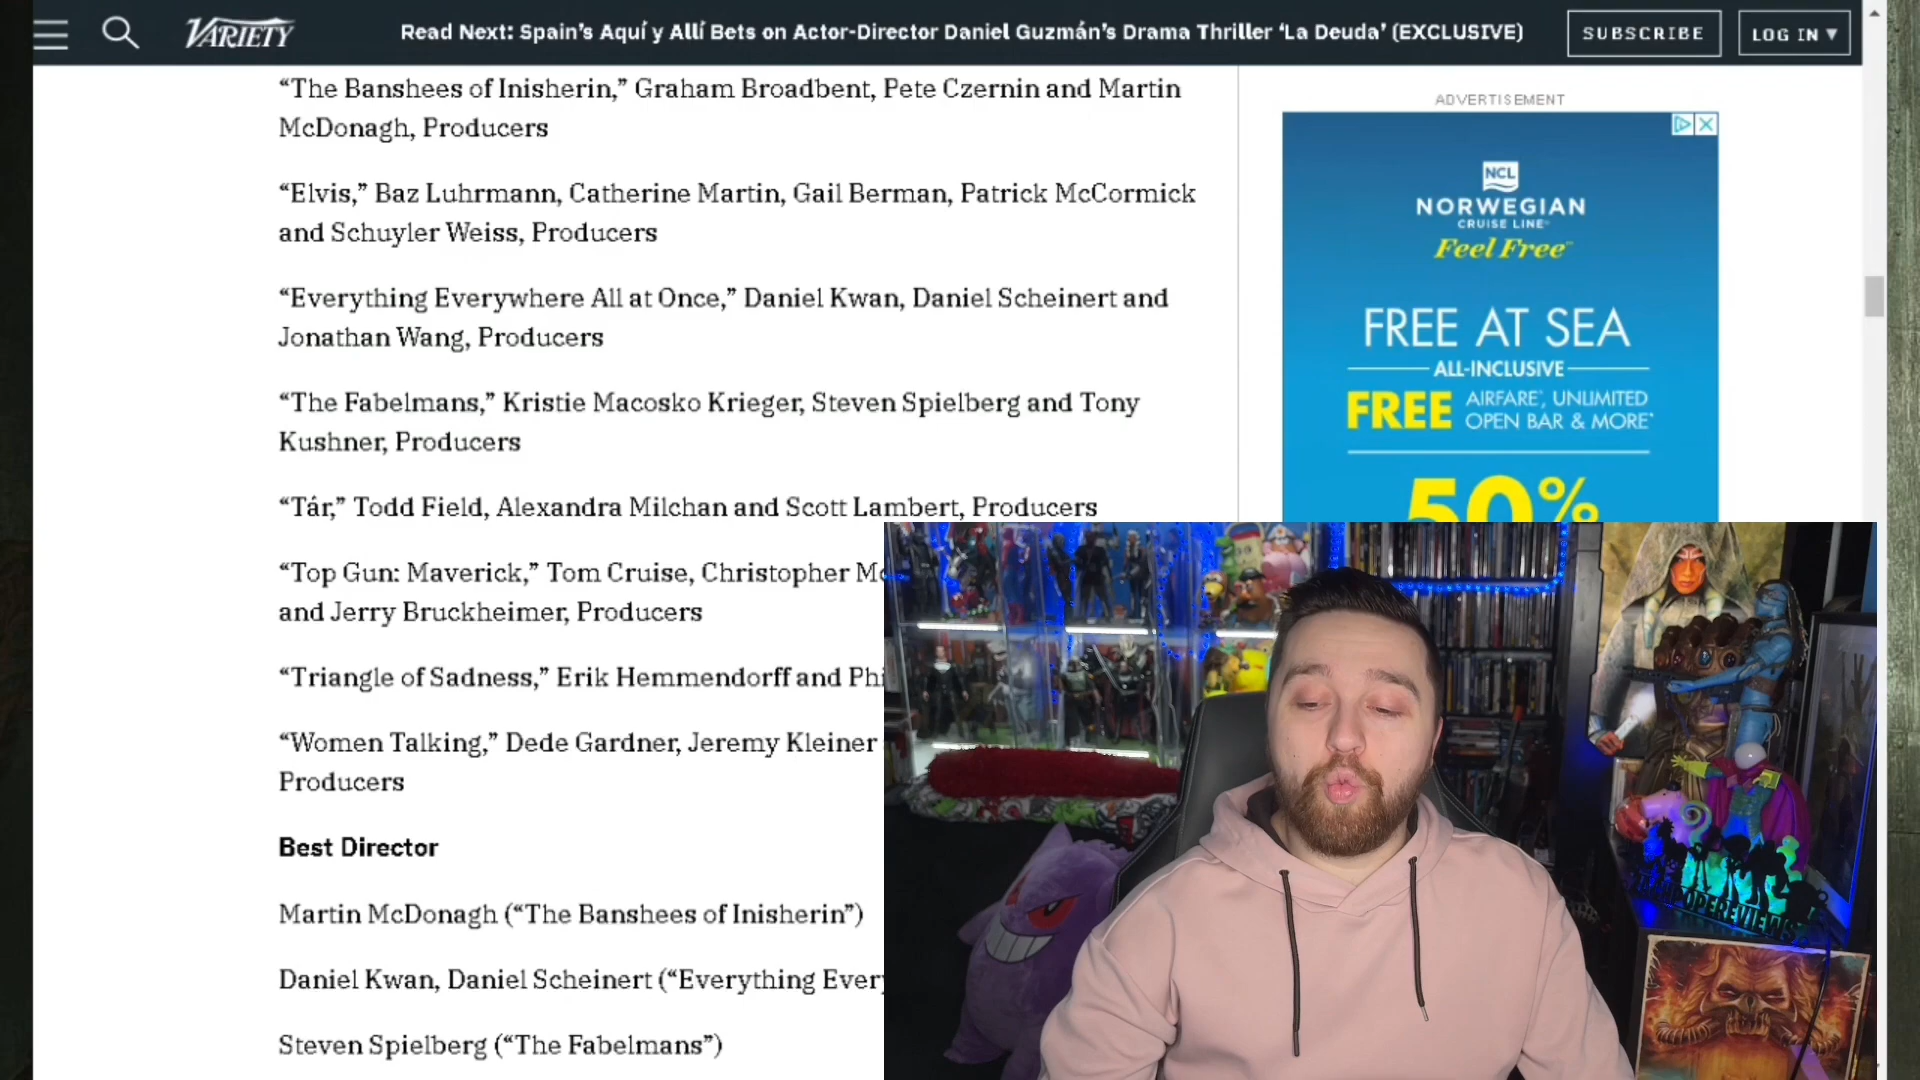 VARIETY
Read Next: Spain’s Aquí y Allí Bets on Actor-Director Daniel Guzmán’s Drama Thriller ‘La Deuda’ (EXCLUSIVE)
SUBSCRIBE
LOG IN ▼
“The Banshees of Inisherin,” Graham Broadbent, Pete Czernin and Martin
McDonagh, Producers
“Elvis,” Baz Luhrmann, Catherine Martin, Gail Berman, Patrick McCormick
and Schuyler Weiss, Producers
“Everything Everywhere All at Once,” Daniel Kwan, Daniel Scheinert and
Jonathan Wang, Producers
“The Fabelmans,” Kristie Macosko Krieger, Steven Spielberg and Tony
Kushner, Producers
“Tár,” Todd Field, Alexandra Milchan and Scott Lambert, Producers
“Top Gun: Maverick,” Tom Cruise, Christopher
and Jerry Bruckheimer, Producers
“Triangle of Sadness,” Erik Hemmendorff and
“Women Talking,” Dede Gardner, Jeremy Kleiner
Producers
Best Director
Martin McDonagh (“The Banshees of Inisherin”)
Daniel Kwan, Daniel Scheinert (“Everything
Steven Spielberg (“The Fabelmans”)
ADVERTISEMENT
NCL
NORWEGIAN
CRUISE LINE
Feel Free
FREE AT SEA
ALL-INCLUSIVE
FREE AIRFARE*, UNLIMITED
OPEN BAR & MORE*
50%